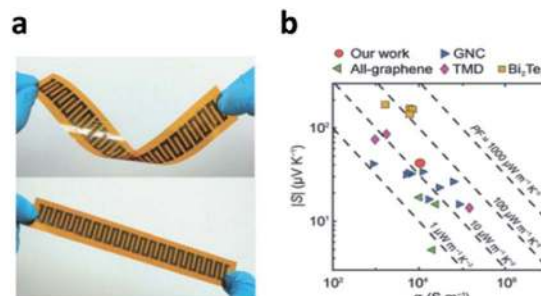 a
b
Our work
GNC
All-graphene
TMD
Bi₂Te
|S| (μV K⁻¹)
10²
10¹
PF = 1000 μW m⁻¹ K⁻²
100 μW m⁻¹ K⁻²
10 μW m⁻¹ K⁻²
1 μW m⁻¹ K⁻²
10³
10⁴
10⁵